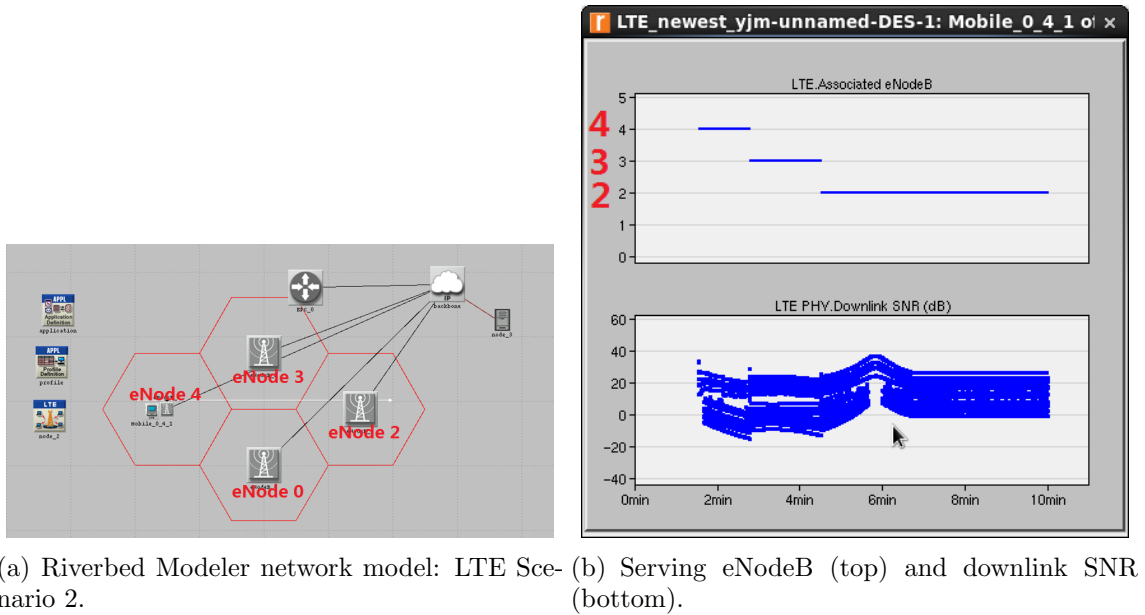 LTE_newest_yjm-unnamed-DES-1: Mobile_0_4_1 of
LTE.Associated eNodeB
5
4
3
2
1
0
4
3
2
LTE PHY.Downlink SNR (dB)
60
40
20
0
−20
−40
0min 2min 4min 6min 8min 10min
APPL
Application
Definition
application
APPL
Profile
Definition
profile
LTE
node_2
EPC_0
IP
backbone
node_3
eNode 3
eNode 4
Mobile_0_4_1
eNode 2
eNode 0
(a) Riverbed Modeler network model: LTE Sce-
nario 2.
(b) Serving eNodeB (top) and downlink SNR
(bottom).